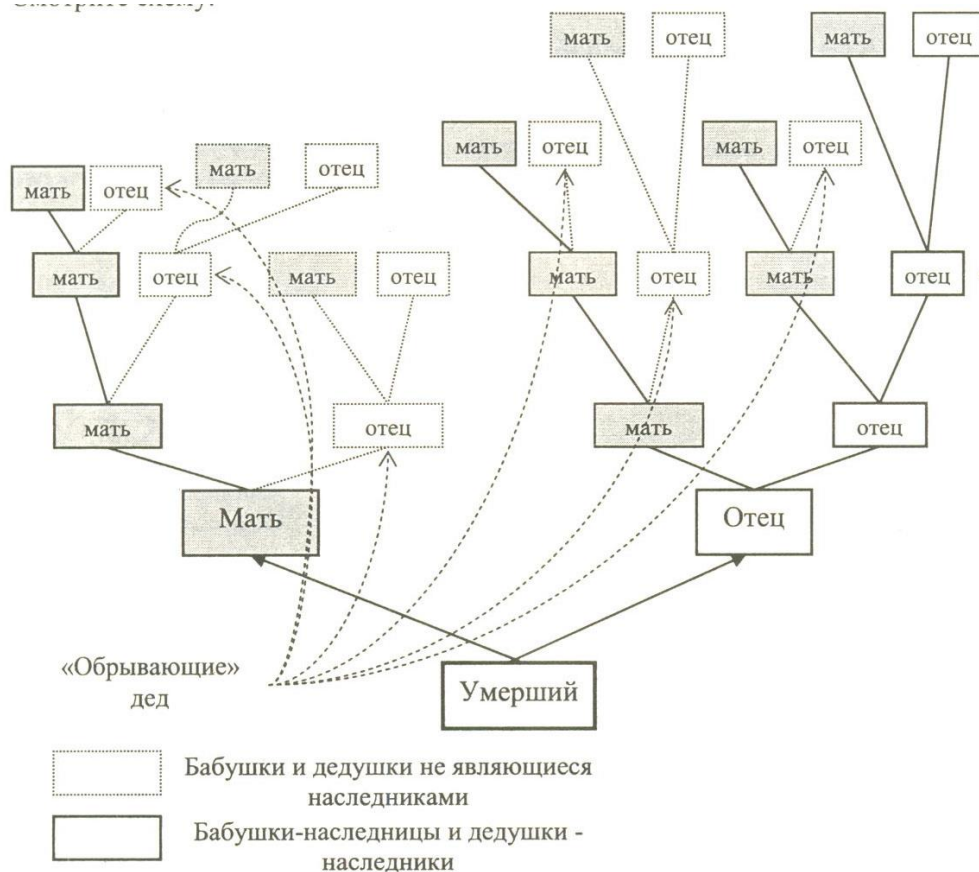 Смотрите схему:
мать отец мать отец
мать отец мать отец
мать отец мать отец
мать отец мать отец мать отец мать отец
мать отец мать отец
Мать Отец
«Обрывающие»
дед
Умерший
Бабушки и дедушки не являющиеся
наследниками
Бабушки-наследницы и дедушки -
наследники